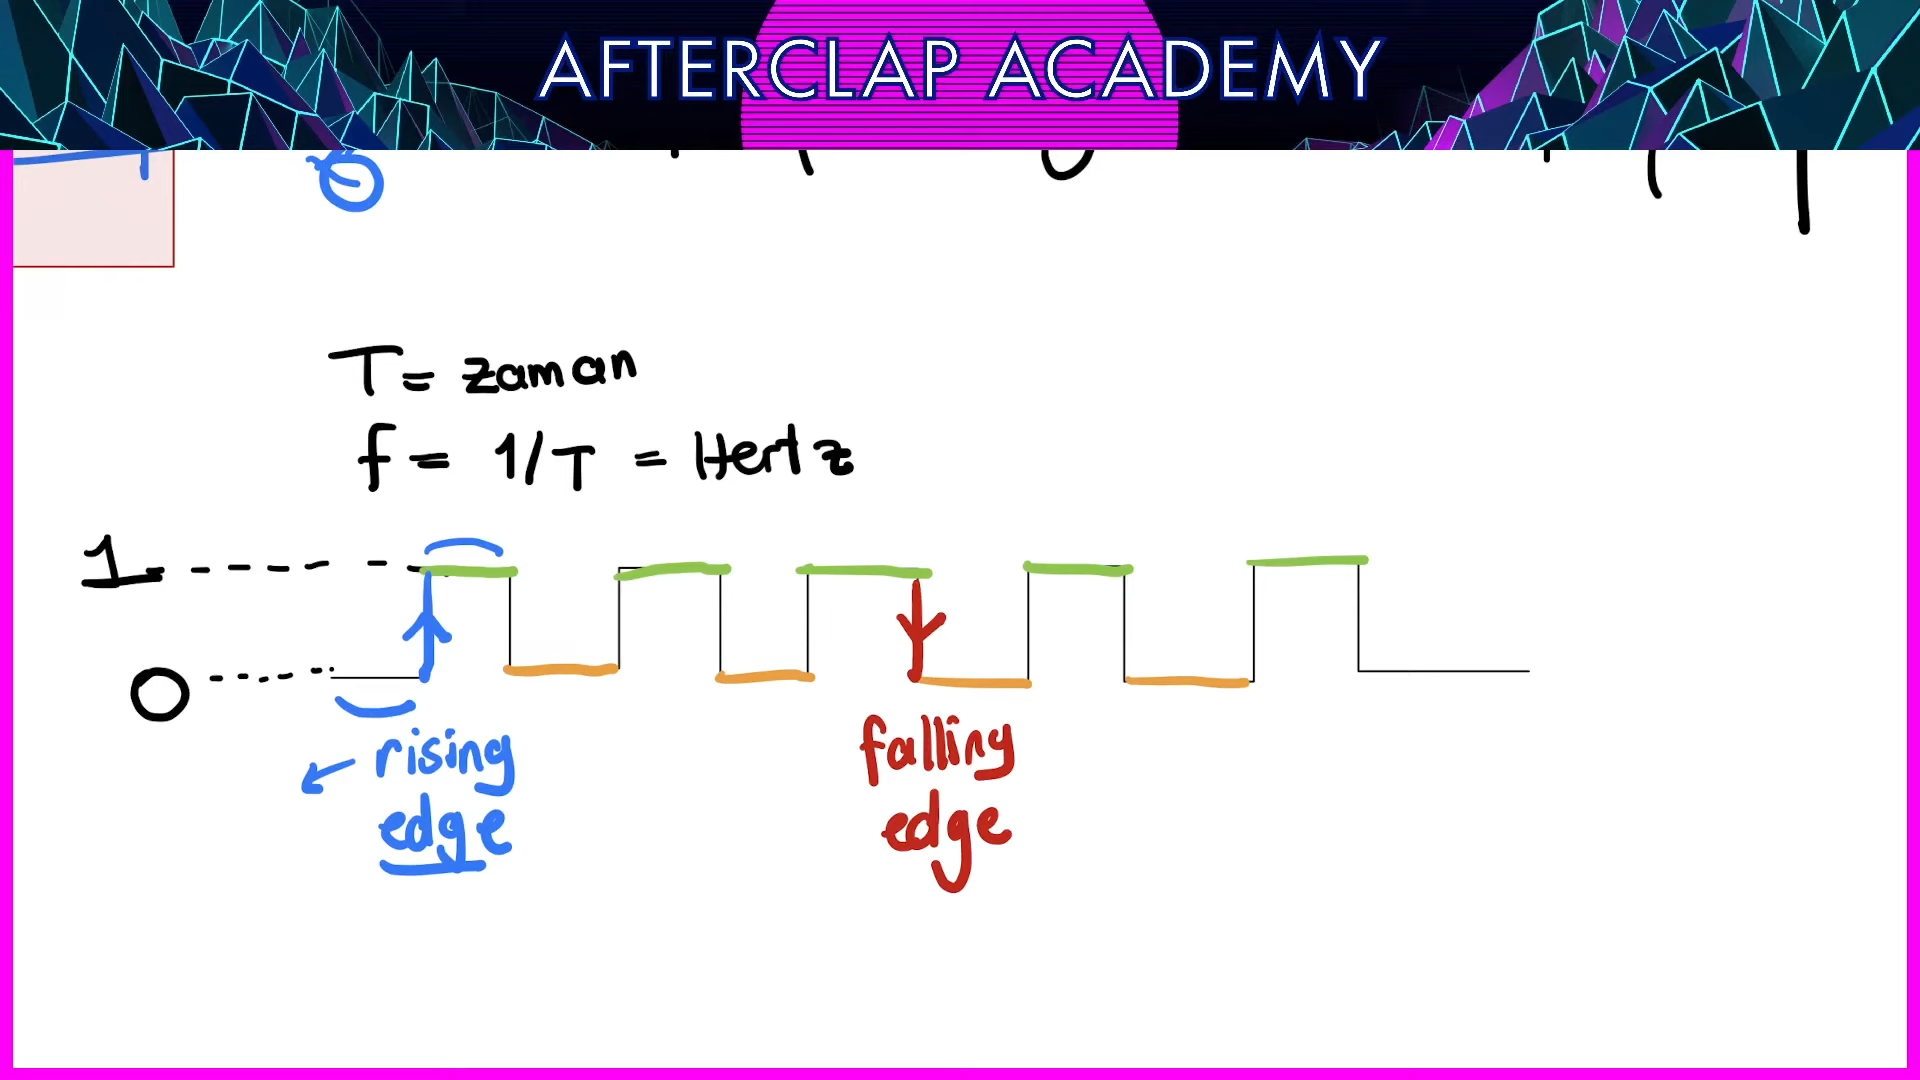 AFTERCLAP ACADEMY
T = zaman
f = 1/T = Hertz
1
0
rising
edge
falling
edge